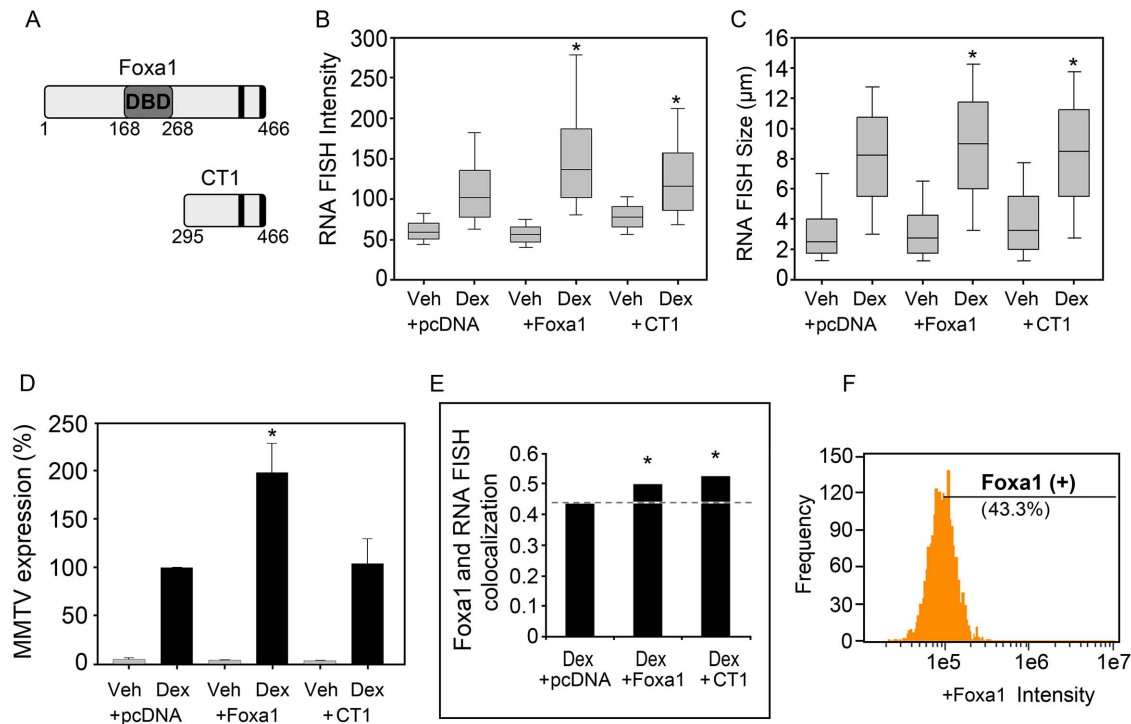 A
Foxa1
DBD
1 168 268 466
CT1
295 466
B
RNA FISH Intensity
300
250
200
150
100
50
0
* *
Veh Dex Veh Dex Veh Dex
+pcDNA +Foxa1 +CT1
C
RNA FISH Size (µm)
16
14
12
10
8
6
4
2
0
* *
Veh Dex Veh Dex Veh Dex
+pcDNA +Foxa1 +CT1
D
MMTV expression (%)
250
200
150
100
50
0
*
Veh Dex Veh Dex Veh Dex
+pcDNA +Foxa1 +CT1
E
Foxa1 and RNA FISH
colocalization
0.6
0.5
0.4
0.3
0.2
0.1
0
* *
Dex Dex Dex
+pcDNA +Foxa1 +CT1
F
Frequency
150
120
90
60
30
0
Foxa1 (+)
(43.3%)
1e5 1e6 1e7
+Foxa1 Intensity